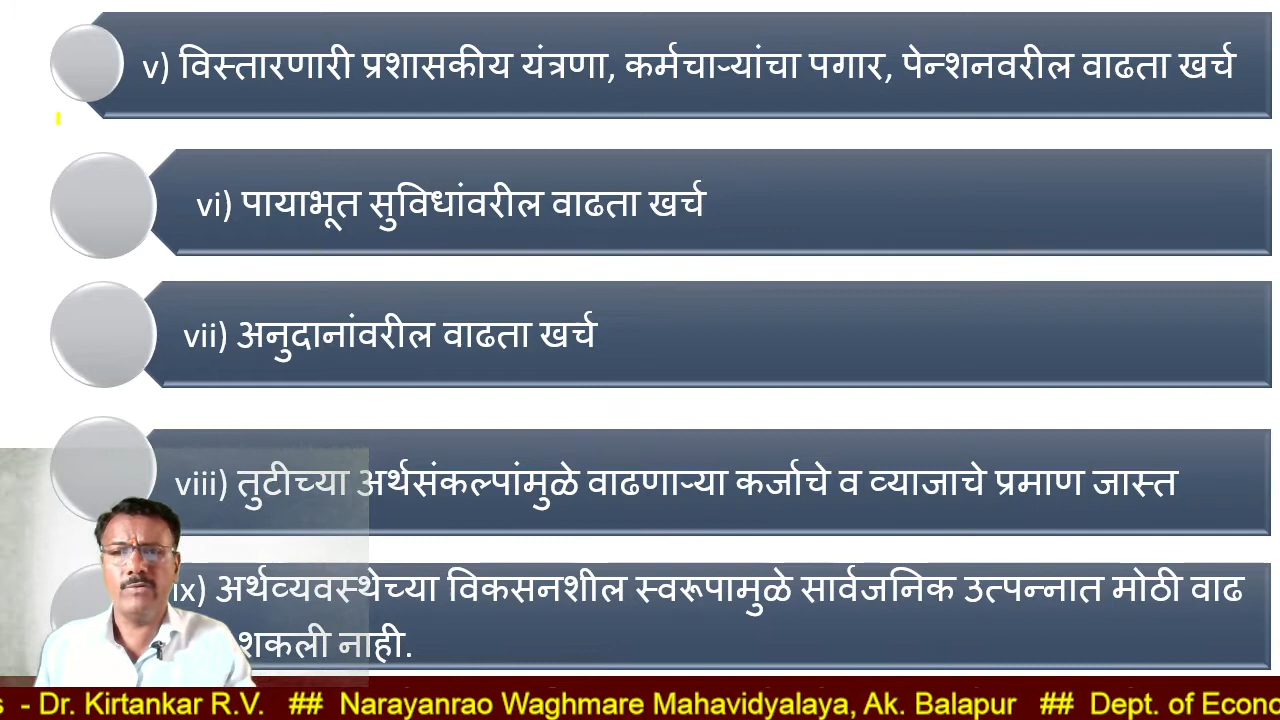 v) विस्तारणारी प्रशासकीय यंत्रणा, कर्मचाऱ्यांचा पगार, पेन्शनवरील वाढता खर्च
vi) पायाभूत सुविधांवरील वाढता खर्च
vii) अनुदानांवरील वाढता खर्च
viii) तुटीच्या अर्थसंकल्पांमुळे वाढणाऱ्या कर्जाचे व व्याजाचे प्रमाण जास्त
ix) अर्थव्यवस्थेच्या विकसनशील स्वरूपामुळे सार्वजनिक उत्पन्नात मोठी वाढ
शकली नाही.
- Dr. Kirtankar R.V. ## Narayanrao Waghmare Mahavidyalaya, Ak. Balapur ## Dept. of Econo